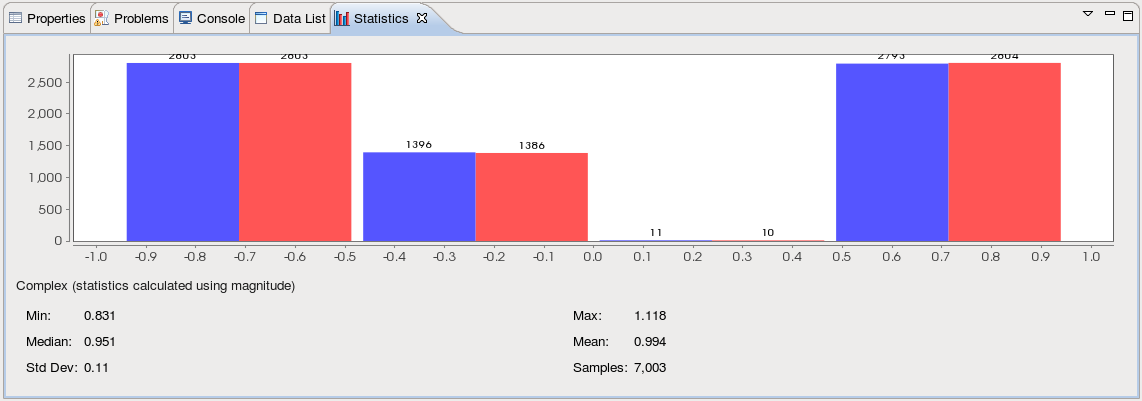 Properties Problems Console Data List Statistics
2803 2803 2793 2804
2,500
2,000
1,500 1396 1386
1,000
500
11 10
0
-1.0 -0.9 -0.8 -0.7 -0.6 -0.5 -0.4 -0.3 -0.2 -0.1 0.0 0.1 0.2 0.3 0.4 0.5 0.6 0.7 0.8 0.9 1.0
Complex (statistics calculated using magnitude)
Min: 0.831 Max: 1.118
Median: 0.951 Mean: 0.994
Std Dev: 0.11 Samples: 7,003